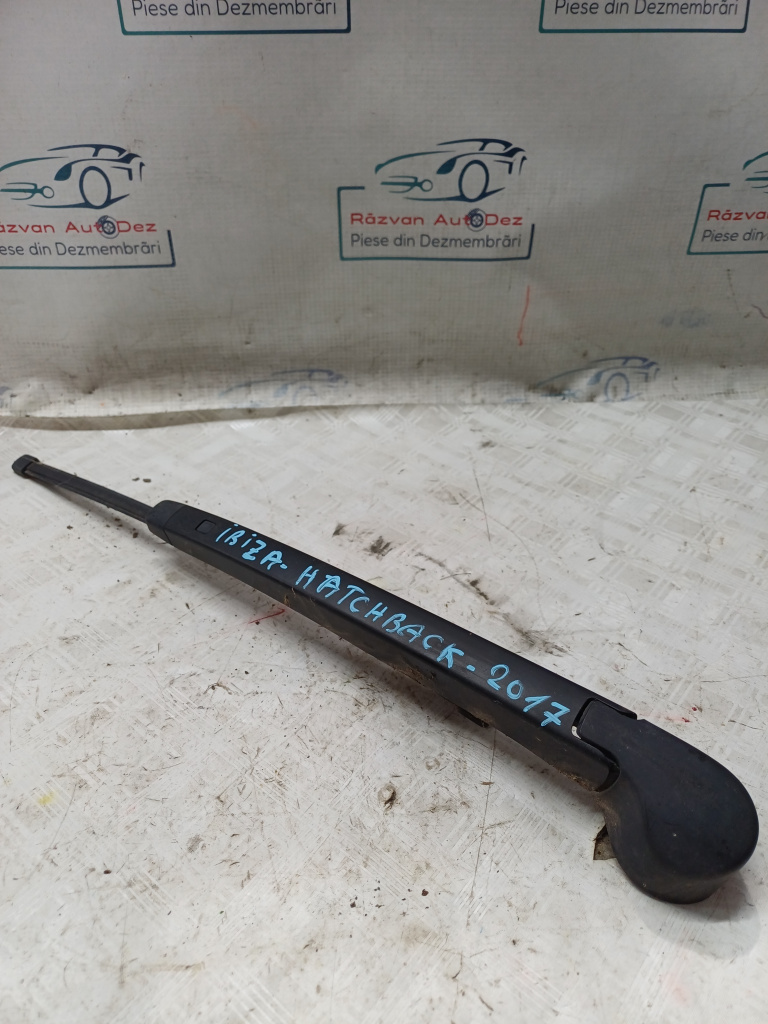 Piese din Dezmembrări
Piese din Dezmembrări
Răzvan AutoDez
Piese din Dezmembrări
Răzvan AutoDez
Piese din Dezmembrări
Răzvan
Piese din
iBiZA- HATCHBACK-2017